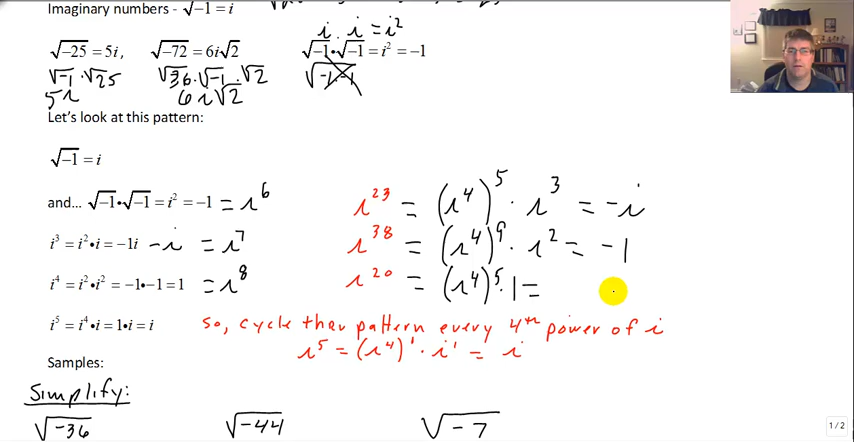 Imaginary numbers - √-1 = i
i · i = i²
√-25 = 5i, √-72 = 6i√2 √-1•√-1 = i² = -1
√-1 · √25 √36·√-1·√2 √-1·-1
5i 6i√2
Let's look at this pattern:
√-1 = i
and... √-1•√-1 = i² = -1 = i⁶ i²³ = (i⁴)⁵ · i³ = -i
i³ = i²•i = -1i -i = i⁷ i³⁸ = (i⁴)⁹ · i² = -1
i⁴ = i²•i² = -1•-1 = 1 = i⁸ i²⁰ = (i⁴)⁵·1 =
i⁵ = i⁴•i = 1•i = i So, cycle thru pattern every 4th power of i
i⁵ = (i⁴)¹ · i¹ = i
Samples:
Simplify:
√-36 √-44 √-7
1/2